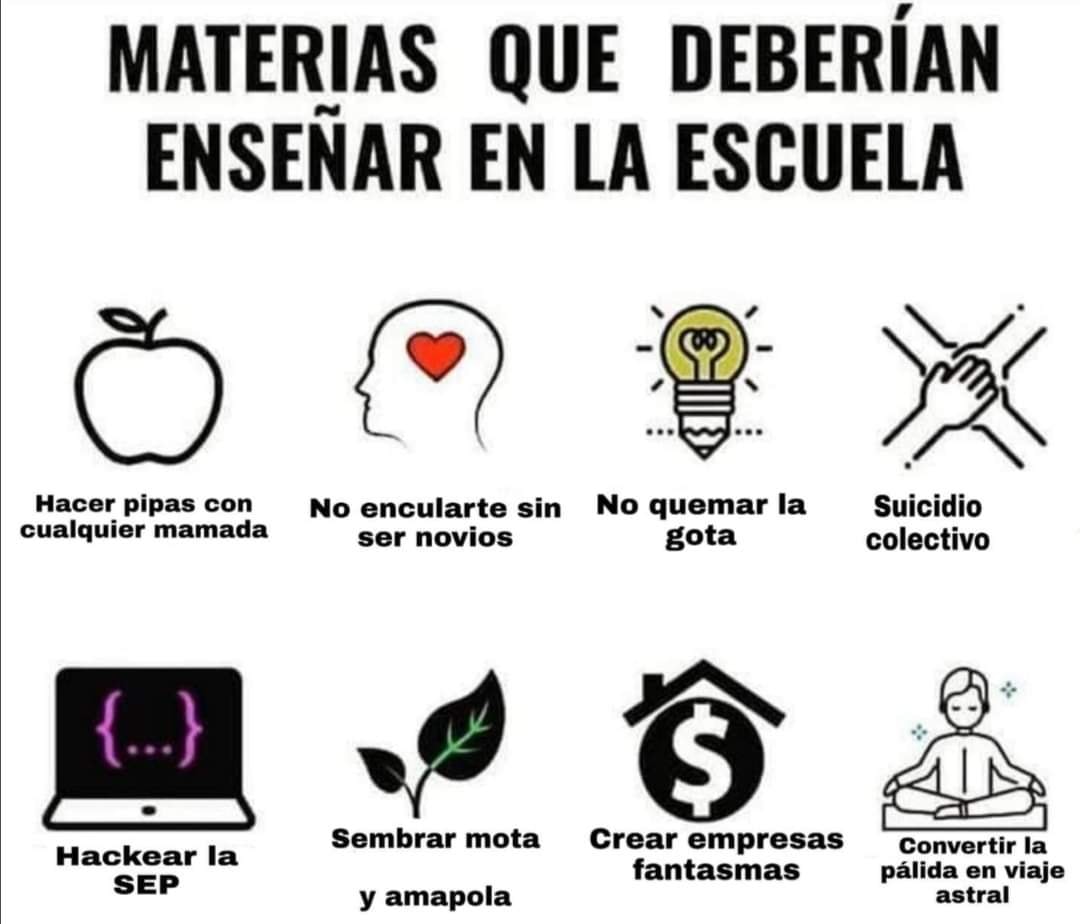 MATERIAS QUE DEBERÍAN
ENSEÑAR EN LA ESCUELA
Hacer pipas con
cualquier mamada
No encularte sin
ser novios
No quemar la
gota
Suicidio
colectivo
{...}
Hackear la
SEP
Sembrar mota
y amapola
$
Crear empresas
fantasmas
Convertir la
pálida en viaje
astral